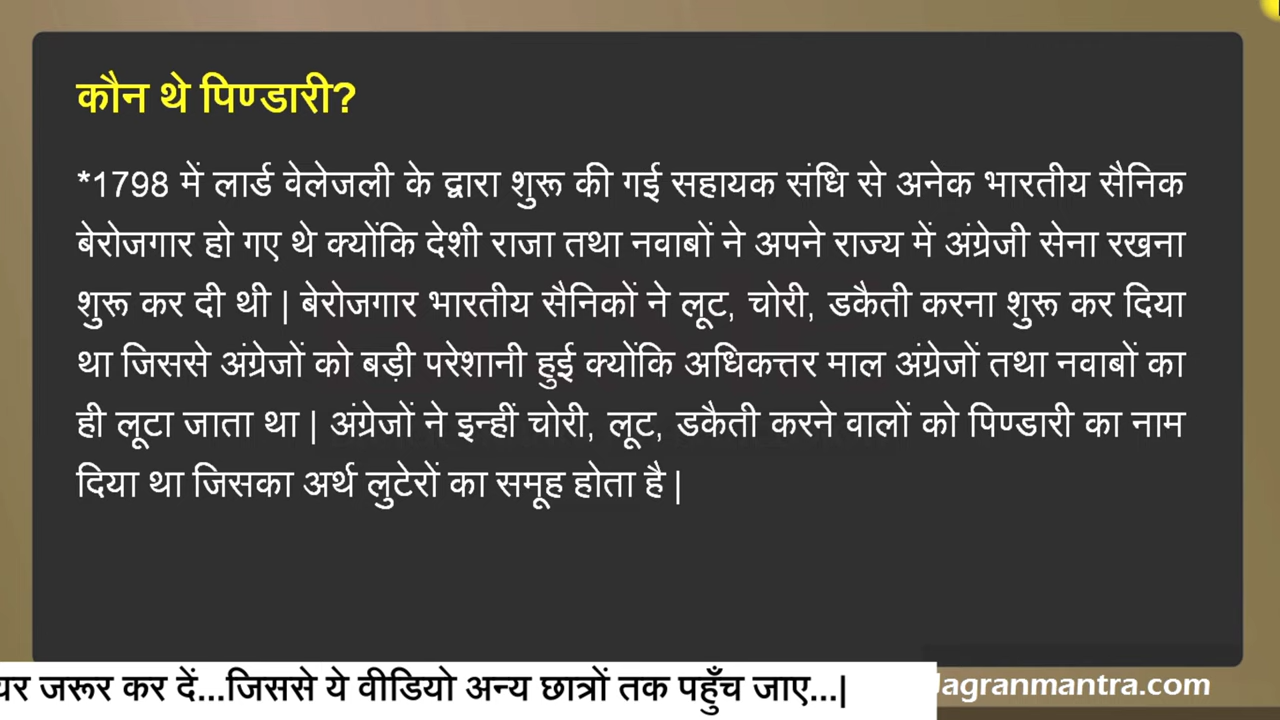 कौन थे पिण्डारी?
*1798 में लार्ड वेलेजली के द्वारा शुरू की गई सहायक संधि से अनेक भारतीय सैनिक
बेरोजगार हो गए थे क्योंकि देशी राजा तथा नवाबों ने अपने राज्य में अंग्रेजी सेना रखना
शुरू कर दी थी | बेरोजगार भारतीय सैनिकों ने लूट, चोरी, डकैती करना शुरू कर दिया
था जिससे अंग्रेजों को बड़ी परेशानी हुई क्योंकि अधिकत्तर माल अंग्रेजों तथा नवाबों का
ही लूटा जाता था | अंग्रेजों ने इन्हीं चोरी, लूट, डकैती करने वालों को पिण्डारी का नाम
दिया था जिसका अर्थ लुटेरों का समूह होता है |
जरूर कर दें...जिससे ये वीडियो अन्य छात्रों तक पहुँच जाए...|
Jagranmantra.com